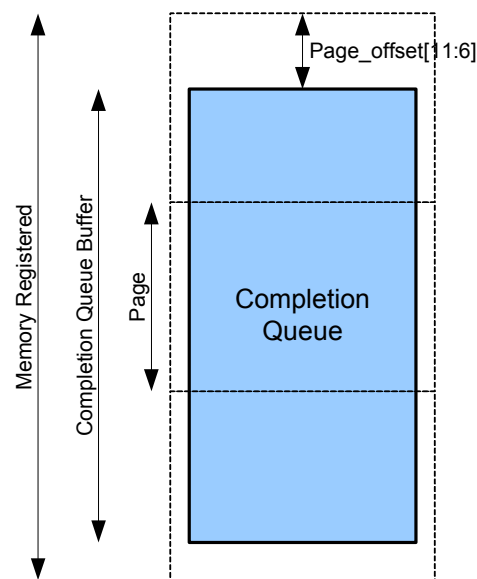 Page_offset[11:6]
Memory Registered
Completion Queue Buffer
Page
Completion
Queue